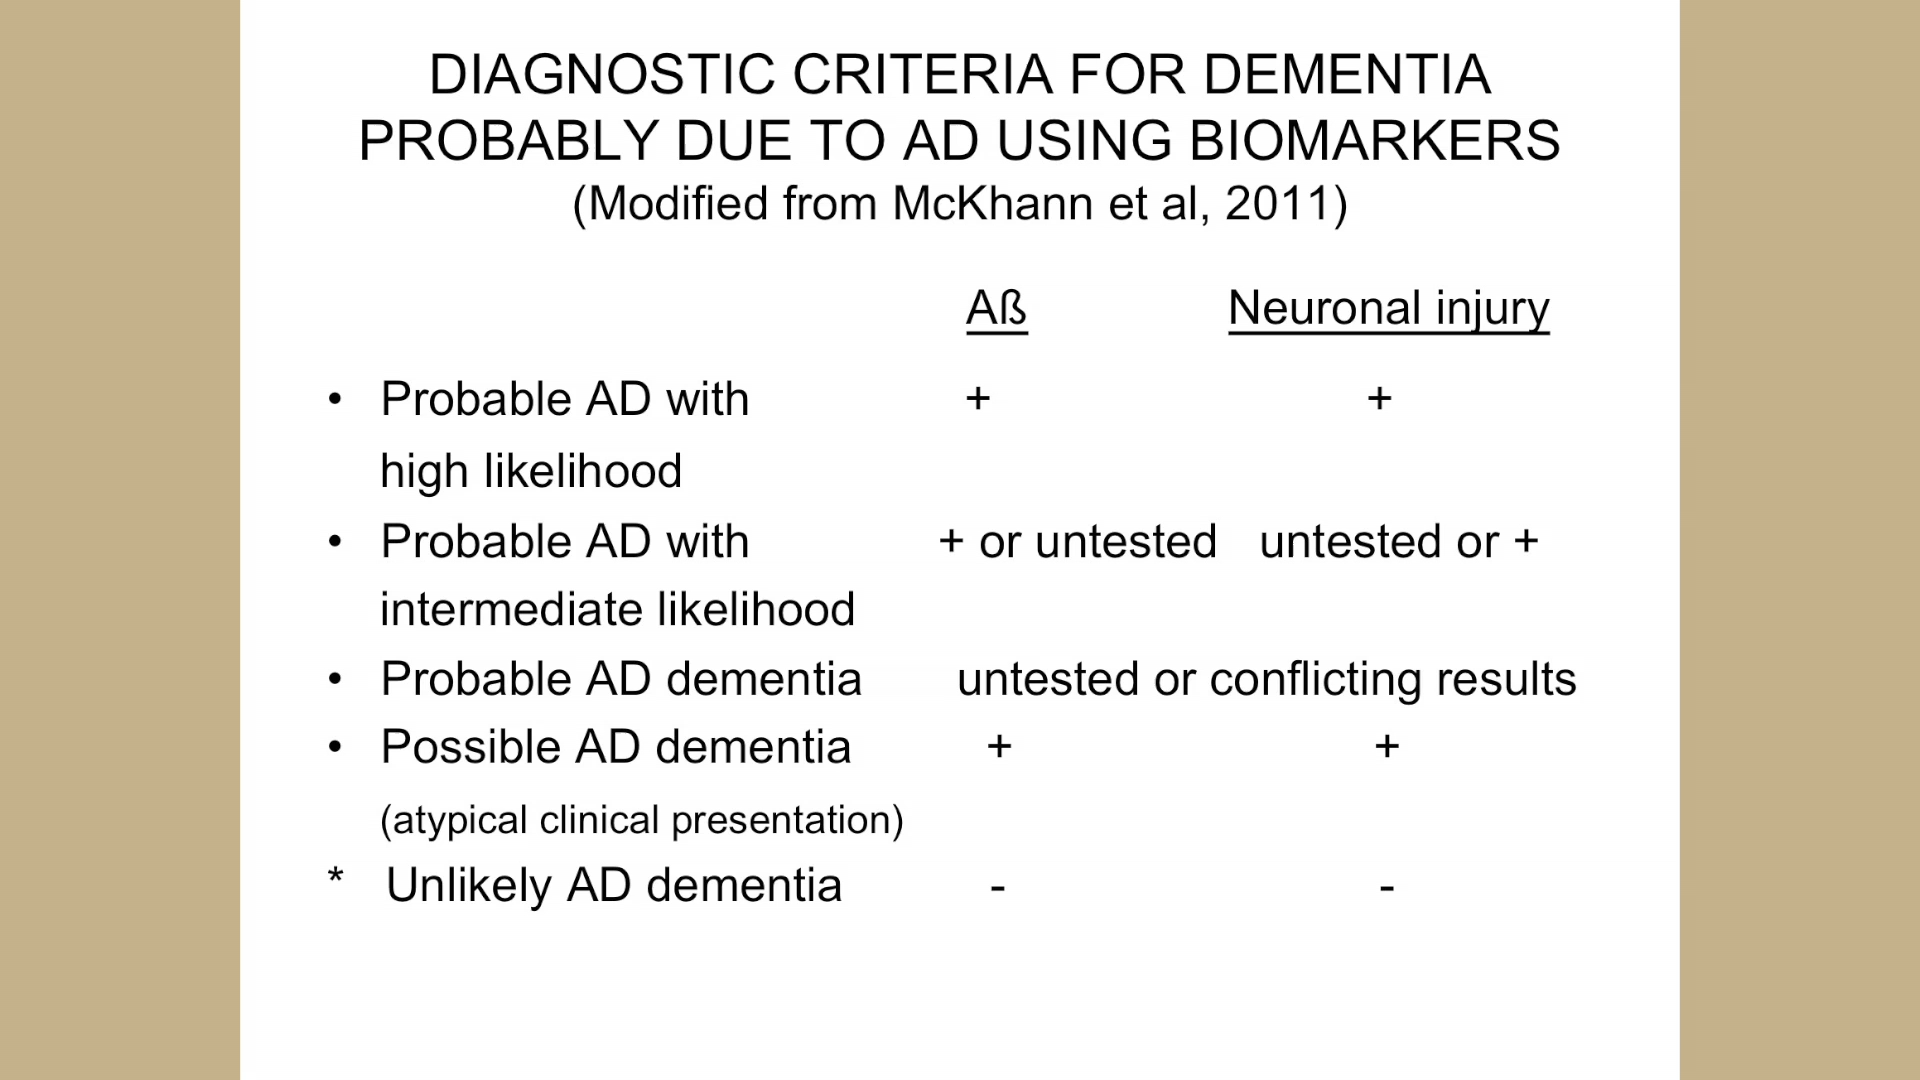 DIAGNOSTIC CRITERIA FOR DEMENTIA
PROBABLY DUE TO AD USING BIOMARKERS
(Modified from McKhann et al, 2011)
Aß Neuronal injury
• Probable AD with + +
high likelihood
• Probable AD with + or untested untested or +
intermediate likelihood
• Probable AD dementia untested or conflicting results
• Possible AD dementia + +
(atypical clinical presentation)
* Unlikely AD dementia - -